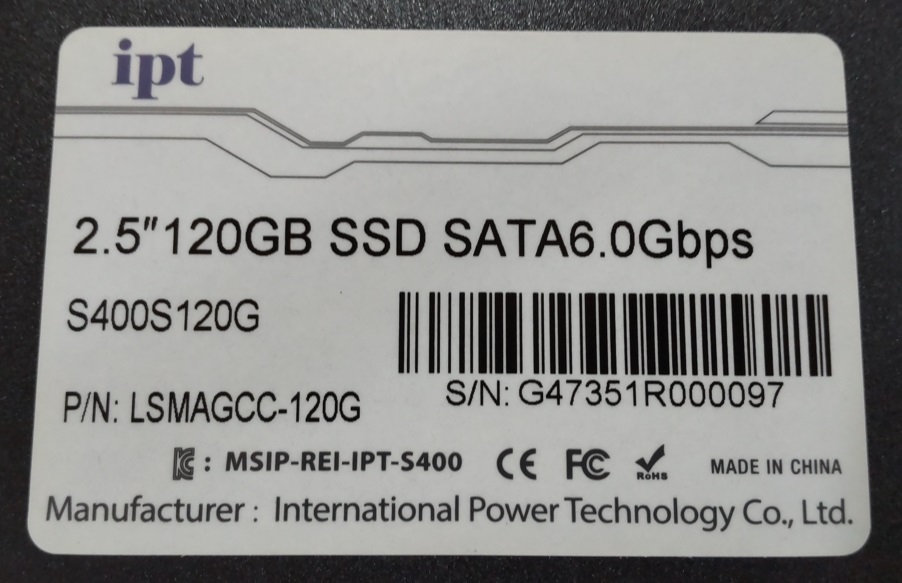 ipt
2.5"120GB SSD SATA6.0Gbps
S400S120G
S/N: G47351R000097
P/N: LSMAGCC-120G
: MSIP-REI-IPT-S400 CE FC RoHS MADE IN CHINA
Manufacturer : International Power Technology Co., Ltd.